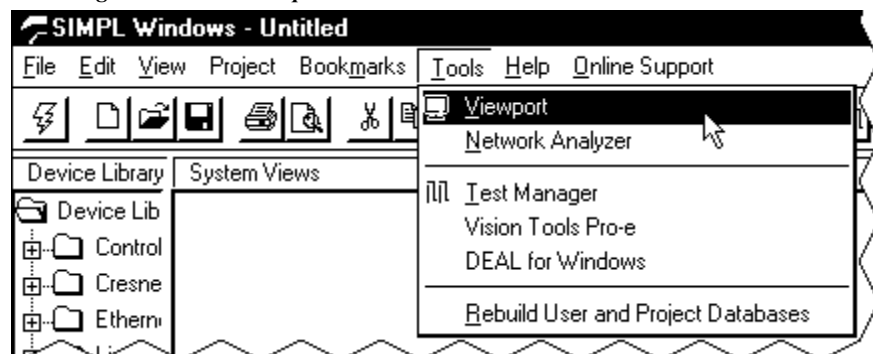 SIMPL Windows - Untitled
File Edit View Project Bookmarks Tools Help Online Support
Viewport
Network Analyzer
Device Library System Views
Test Manager
Device Lib
Vision Tools Pro-e
Control
DEAL for Windows
Cresne
Ethern
Rebuild User and Project Databases